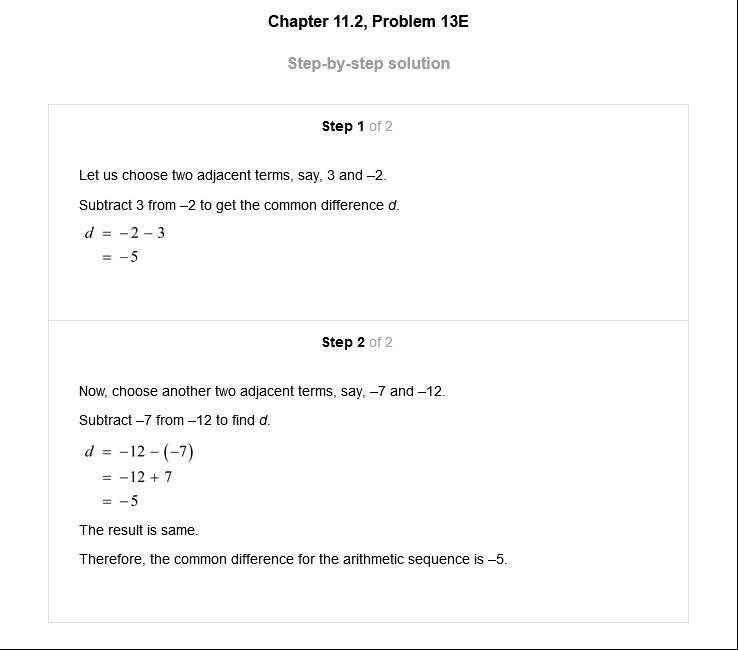 Chapter 11.2, Problem 13E
Step-by-step solution
Step 1 of 2
Let us choose two adjacent terms, say, 3 and –2.
Subtract 3 from –2 to get the common difference d.
d = −2 − 3
= −5
Step 2 of 2
Now, choose another two adjacent terms, say, –7 and –12.
Subtract –7 from –12 to find d.
d = −12 − (−7)
= −12 + 7
= −5
The result is same.
Therefore, the common difference for the arithmetic sequence is –5.